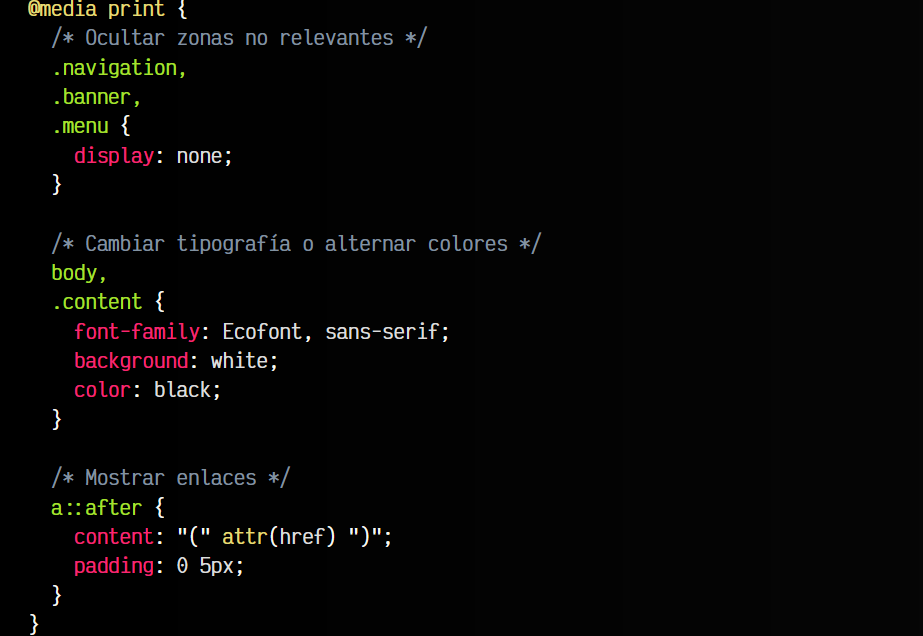 @media print {
/* Ocultar zonas no relevantes */
.navigation,
.banner,
.menu {
display: none;
}
/* Cambiar tipografía o alternar colores */
body,
.content {
font-family: Ecofont, sans-serif;
background: white;
color: black;
}
/* Mostrar enlaces */
a::after {
content: "(" attr(href) ")";
padding: 0 5px;
}
}